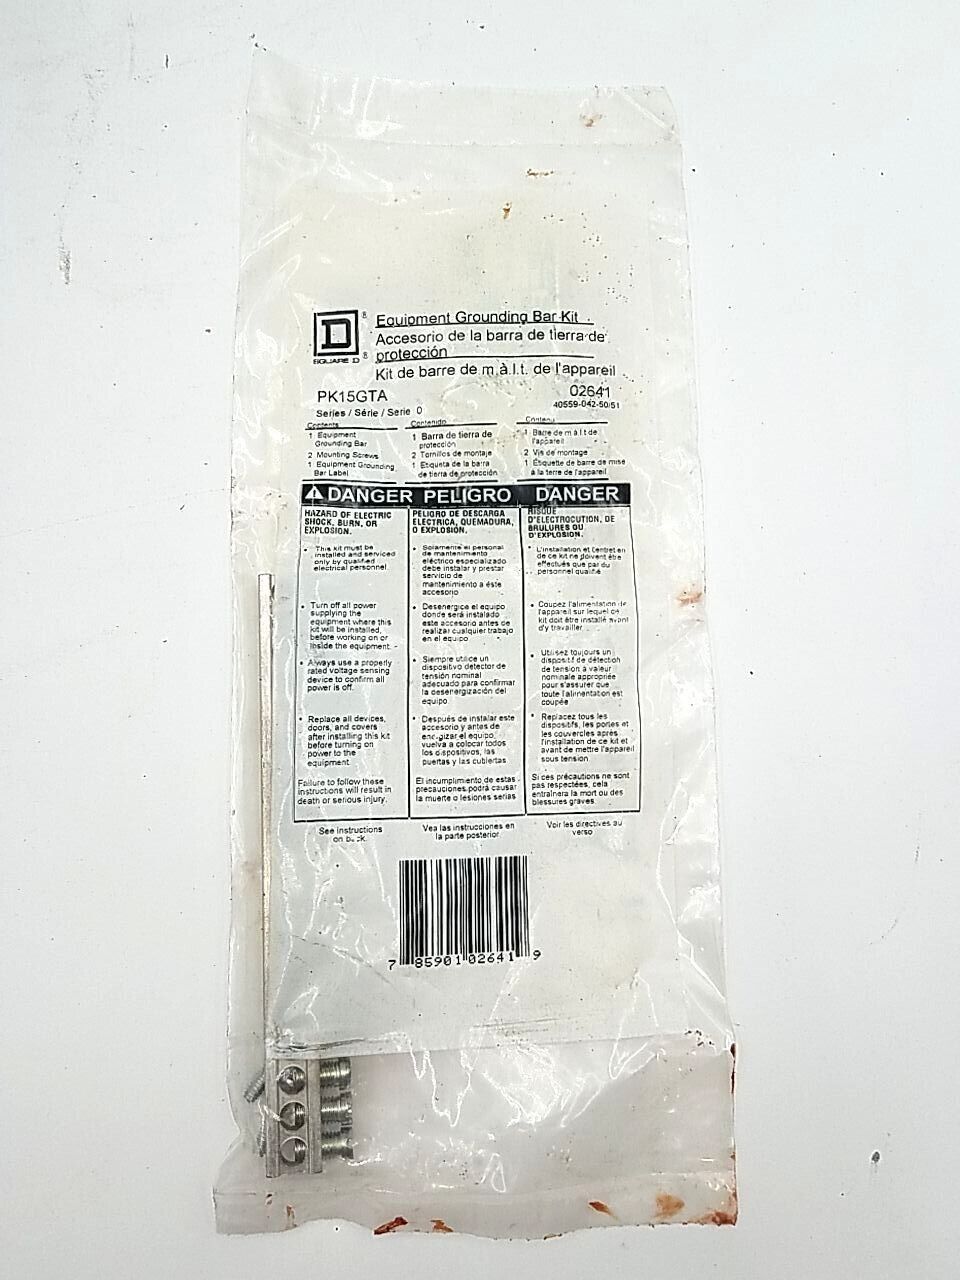 D ®
SQUARE D ®
Equipment Grounding Bar Kit
Accesorio de la barra de tierra de
protección
Kit de barre de m.à.l.t. de l'appareil
PK15GTA
02641
Series / Série / Serie 0
40559-042-50/51
Contents
1 Equipment
Grounding Bar
2 Mounting Screws
1 Equipment Grounding
Bar Label
Contenido
1 Barra de tierra de
protección
2 Tornillos de montaje
1 Etiqueta de la barra
de tierra de protección
Contenu
1 Barre de m à l t de
l'appareil
2 Vis de montage
1 Étiquette de barre de mise
à la terre de l'appareil
DANGER PELIGRO DANGER
HAZARD OF ELECTRIC
SHOCK, BURN, OR
EXPLOSION.
• This kit must be
installed and serviced
only by qualified
electrical personnel.
• Turn off all power
supplying the
equipment where this
kit will be installed,
before working on or
inside the equipment.
• Always use a properly
rated voltage sensing
device to confirm all
power is off.
• Replace all devices,
doors, and covers
after installing this kit
before turning on
power to the
equipment
Failure to follow these
instructions will result in
death or serious injury.
PELIGRO DE DESCARGA
ELECTRICA, QUEMADURA,
O EXPLOSION.
• Solamente el personal
de mantenimiento
eléctrico especializado
debe instalar y prestar
servicio de
mantenimiento a éste
accesorio
• Desenergice el equipo
donde será instalado
este accesorio antes de
realizar cualquier trabajo
en el equipo
• Siempre utilice un
dispositivo detector de
tensión nominal
adecuado para confirmar
la desenergización del
equipo
• Después de instalar este
accesorio y antes de
energizar el equipo,
vuelva a colocar todos
los dispositivos, las
puertas y las cubiertas
El incumplimiento de estas
precauciones podrá causar
la muerte o lesiones serias
RISQUE
D'ELECTROCUTION, DE
BRULURES OU
D'EXPLOSION.
• L'installation et l'entretien
de ce kit ne doivent être
effectués que par du
personnel qualifié.
• Coupez l'alimentation de
l'appareil sur lequel ce
kit doit être installé avant
d'y travailler
• Utilisez toujours un
dispositif de détection
de tension à valeur
nominale appropriée
pour s'assurer que
toute l'alimentation est
coupée
• Replacez tous les
dispositifs, les portes et
les couvercles après
l'installation de ce kit et
avant de mettre l'appareil
sous tension
Si ces précautions ne sont
pas respectées, cela
entraînera la mort ou des
blessures graves
See instructions
on back.
Vea las instrucciones en
la parte posterior
Voir les directives au
verso
7 85901 02641 9